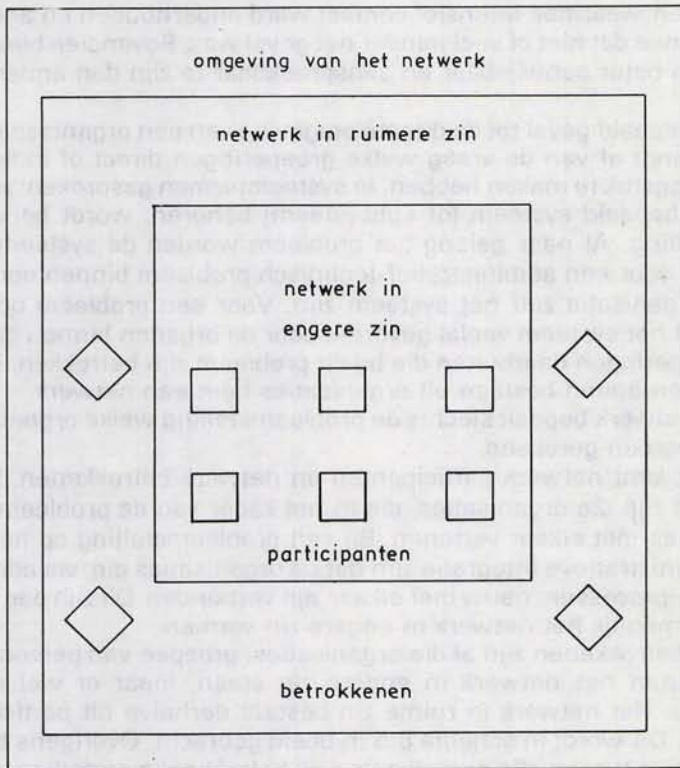 omgeving van het netwerk
netwerk in ruimere zin
netwerk in
engere zin
participanten
betrokkenen